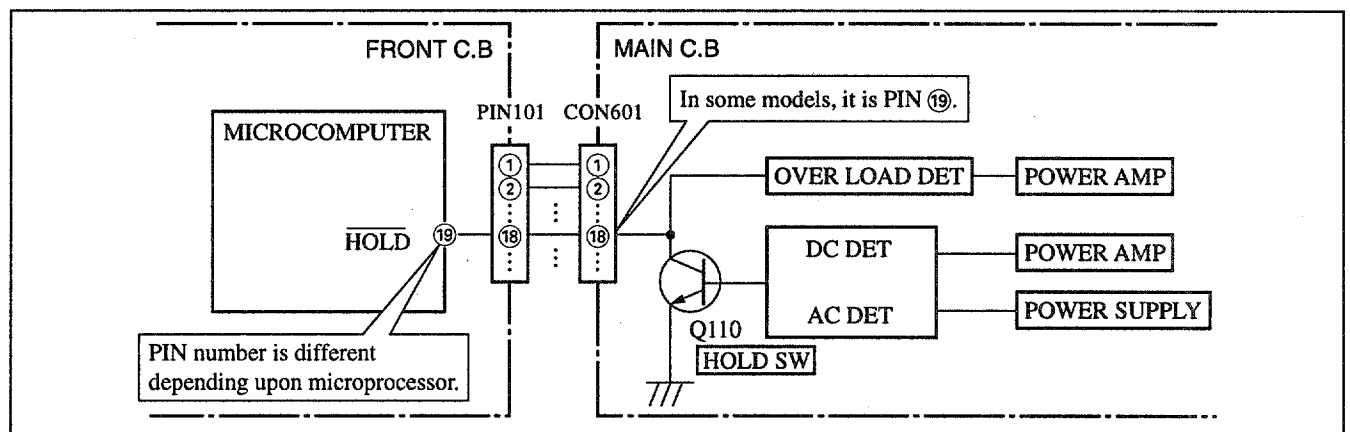 FRONT C.B
MAIN C.B
PIN101
CON601
In some models, it is PIN ⑲.
MICROCOMPUTER
①
①
②
②
HOLD
⑲
⑱
⑱
OVER LOAD DET
POWER AMP
DC DET
POWER AMP
AC DET
POWER SUPPLY
Q110
HOLD SW
PIN number is different
depending upon microprocessor.